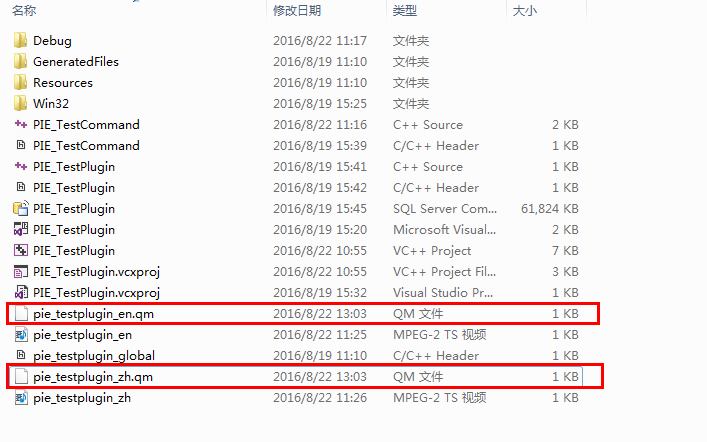 名称 修改日期 类型 大小
Debug 2016/8/22 11:17 文件夹
GeneratedFiles 2016/8/19 11:10 文件夹
Resources 2016/8/19 11:10 文件夹
Win32 2016/8/19 15:25 文件夹
PIE_TestCommand 2016/8/22 11:16 C++ Source 2 KB
PIE_TestCommand 2016/8/19 15:39 C/C++ Header 1 KB
PIE_TestPlugin 2016/8/19 15:41 C++ Source 1 KB
PIE_TestPlugin 2016/8/19 15:42 C/C++ Header 1 KB
PIE_TestPlugin 2016/8/19 15:45 SQL Server Com... 61,824 KB
PIE_TestPlugin 2016/8/19 15:20 Microsoft Visual... 2 KB
PIE_TestPlugin 2016/8/22 10:55 VC++ Project 7 KB
PIE_TestPlugin.vcxproj 2016/8/22 10:55 VC++ Project Fil... 3 KB
PIE_TestPlugin.vcxproj 2016/8/19 15:32 Visual Studio Pr... 1 KB
pie_testplugin_en.qm 2016/8/22 13:03 QM 文件 1 KB
pie_testplugin_en 2016/8/22 11:25 MPEG-2 TS 视频 1 KB
pie_testplugin_global 2016/8/19 11:10 C/C++ Header 1 KB
pie_testplugin_zh.qm 2016/8/22 13:03 QM 文件 1 KB
pie_testplugin_zh 2016/8/22 11:26 MPEG-2 TS 视频 1 KB